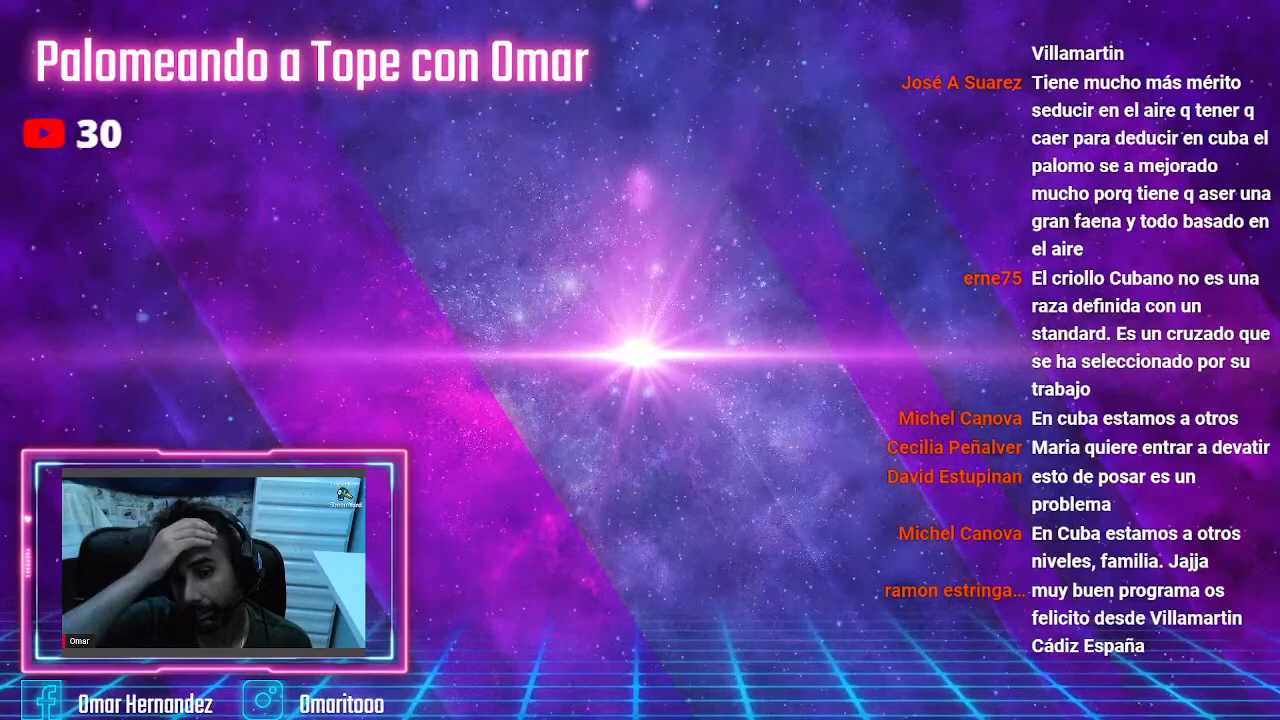 Palomeando a Tope con Omar
30
Villamartin
José A Suarez Tiene mucho más mérito
seducir en el aire q tener q
caer para deducir en cuba el
palomo se a mejorado
mucho porq tiene q aser una
gran faena y todo basado en
el aire
erne75 El criollo Cubano no es una
raza definida con un
standard. Es un cruzado que
se ha seleccionado por su
trabajo
Michel Canova En cuba estamos a otros
Cecilia Peñalver Maria quiere entrar a devatir
David Estupinan esto de posar es un
problema
Michel Canova En Cuba estamos a otros
niveles, familia. Jajja
ramon estringa... muy buen programa os
felicito desde Villamartin
Cádiz España
Omar
Omar Hernandez
Omaritooo